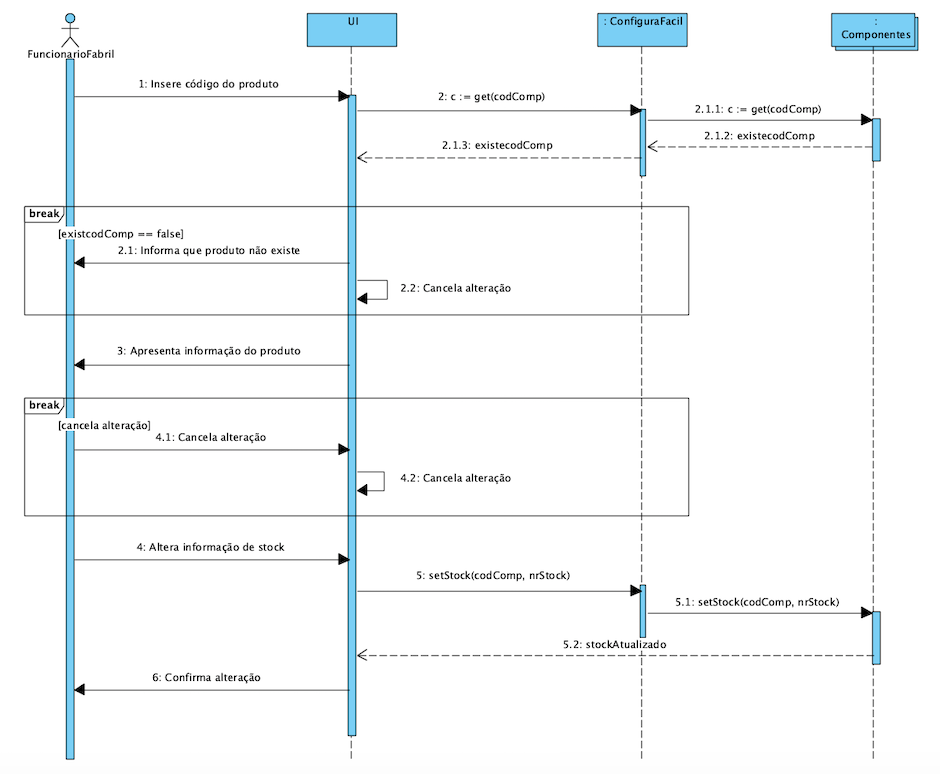 UI
: ConfiguraFacil
:
Componentes
FuncionarioFabril
1: Insere código do produto
2: c := get(codComp)
2.1.1: c := get(codComp)
2.1.2: existecodComp
2.1.3: existecodComp
break
[existcodComp == false]
2.1: Informa que produto não existe
2.2: Cancela alteração
3: Apresenta informação do produto
break
[cancela alteração]
4.1: Cancela alteração
4.2: Cancela alteração
4: Altera informação de stock
5: setStock(codComp, nrStock)
5.1: setStock(codComp, nrStock)
5.2: stockAtualizado
6: Confirma alteração